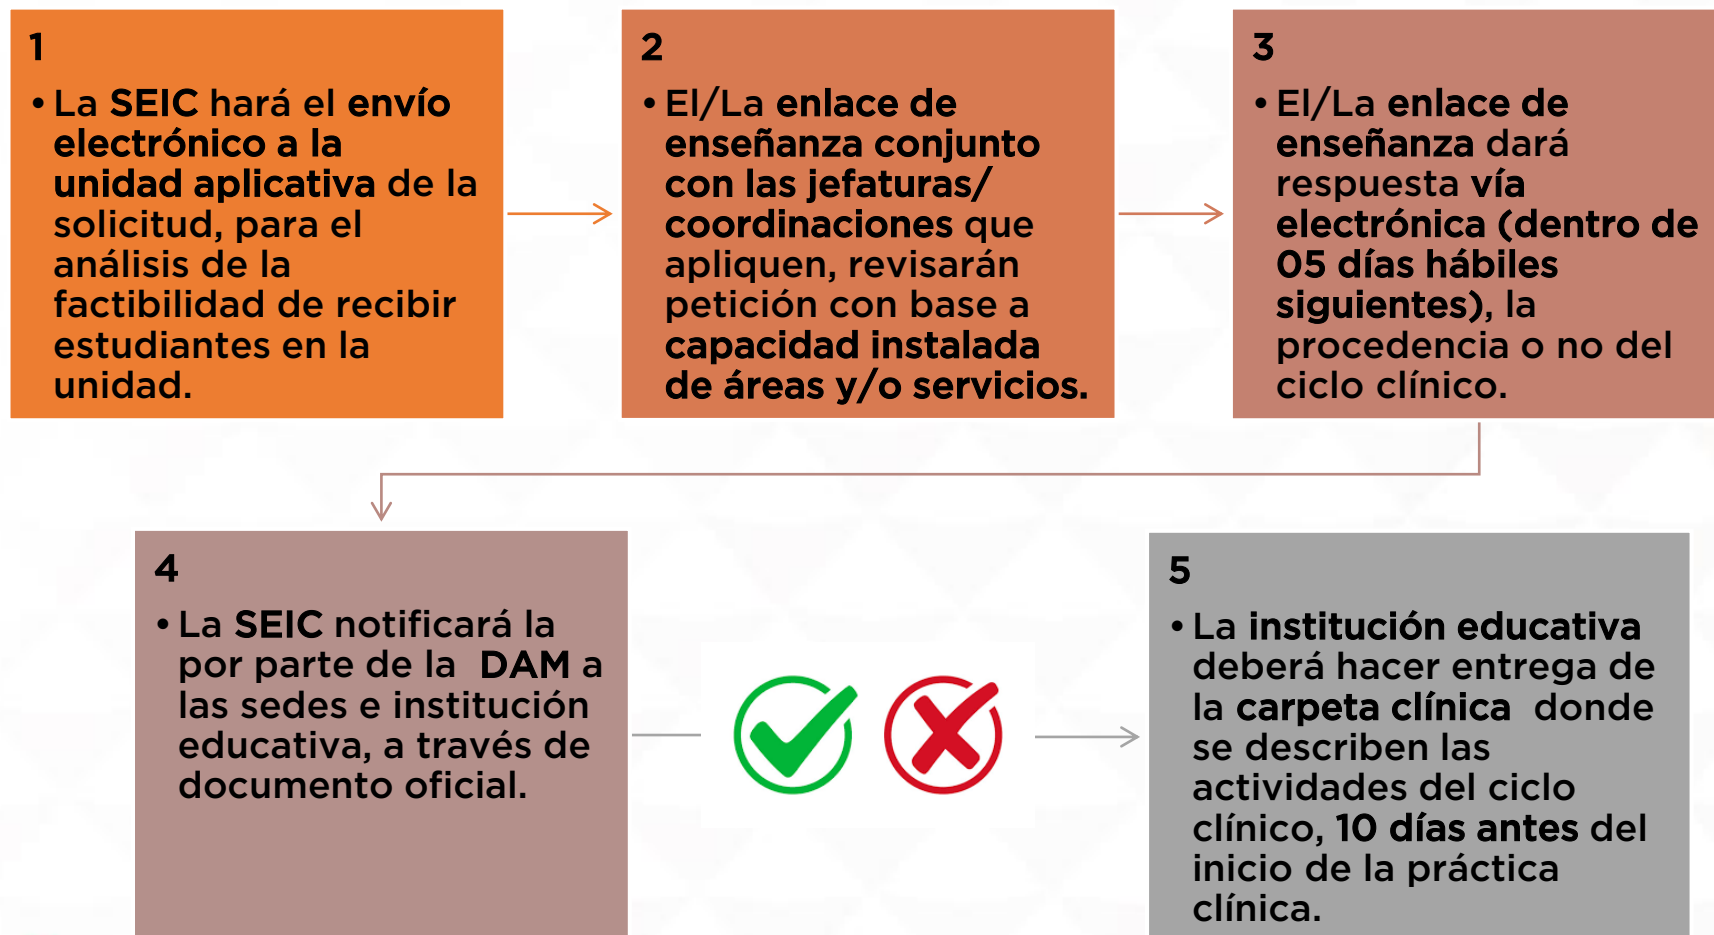 1
• La SEIC hará el envío
electrónico a la
unidad aplicativa de la
solicitud, para el
análisis de la
factibilidad de recibir
estudiantes en la
unidad.
2
• El/La enlace de
enseñanza conjunto
con las jefaturas/
coordinaciones que
apliquen, revisarán
petición con base a
capacidad instalada
de áreas y/o servicios.
3
• El/La enlace de
enseñanza dará
respuesta vía
electrónica (dentro de
05 días hábiles
siguientes), la
procedencia o no del
ciclo clínico.
4
• La SEIC notificará la
por parte de la DAM a
las sedes e institución
educativa, a través de
documento oficial.
5
• La institución educativa
deberá hacer entrega de
la carpeta clínica donde
se describen las
actividades del ciclo
clínico, 10 días antes del
inicio de la práctica
clínica.